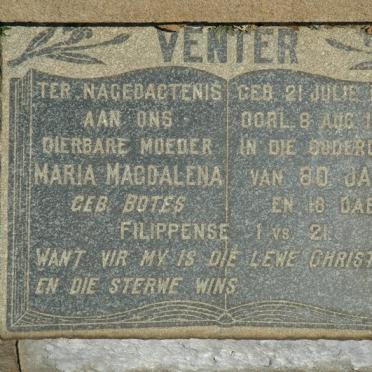 VENTER
TER NAGEDAGTENIS
AAN ONS
DIERBARE MOEDER
MARIA MAGDALENA
GEB BOTES
GEB 21 JULIE
OORL 8 AUG 1
IN DIE OUDERD
VAN 80 JA
EN 18 DAE
FILIPPENSE 1 VS. 21.
WANT VIR MY IS DIE LEWE CHRIST
EN DIE STERWE WINS